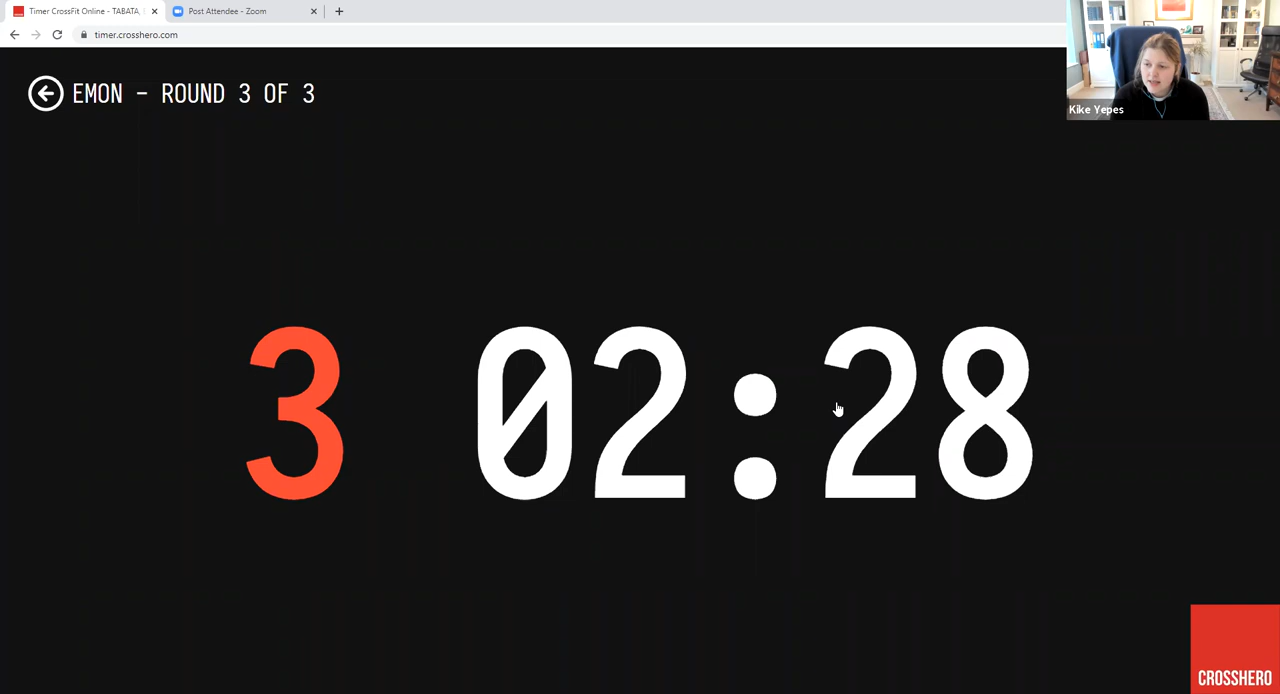 Timer CrossFit Online - TABATA,
Post Attendee - Zoom
timer.crosshero.com
EMON - ROUND 3 OF 3
Kike Yepes
3 02:28
CROSSHERO